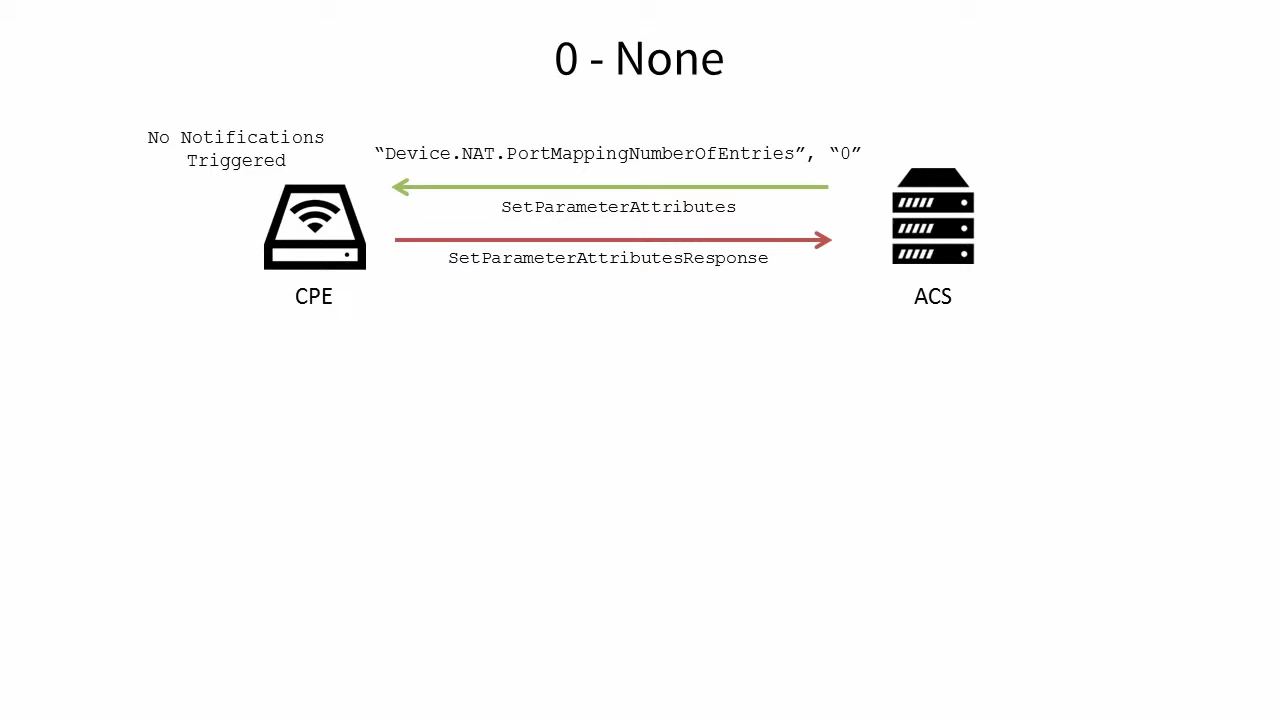 0 - None
No Notifications
Triggered
“Device.NAT.PortMappingNumberOfEntries”, “0”
SetParameterAttributes
SetParameterAttributesResponse
CPE
ACS